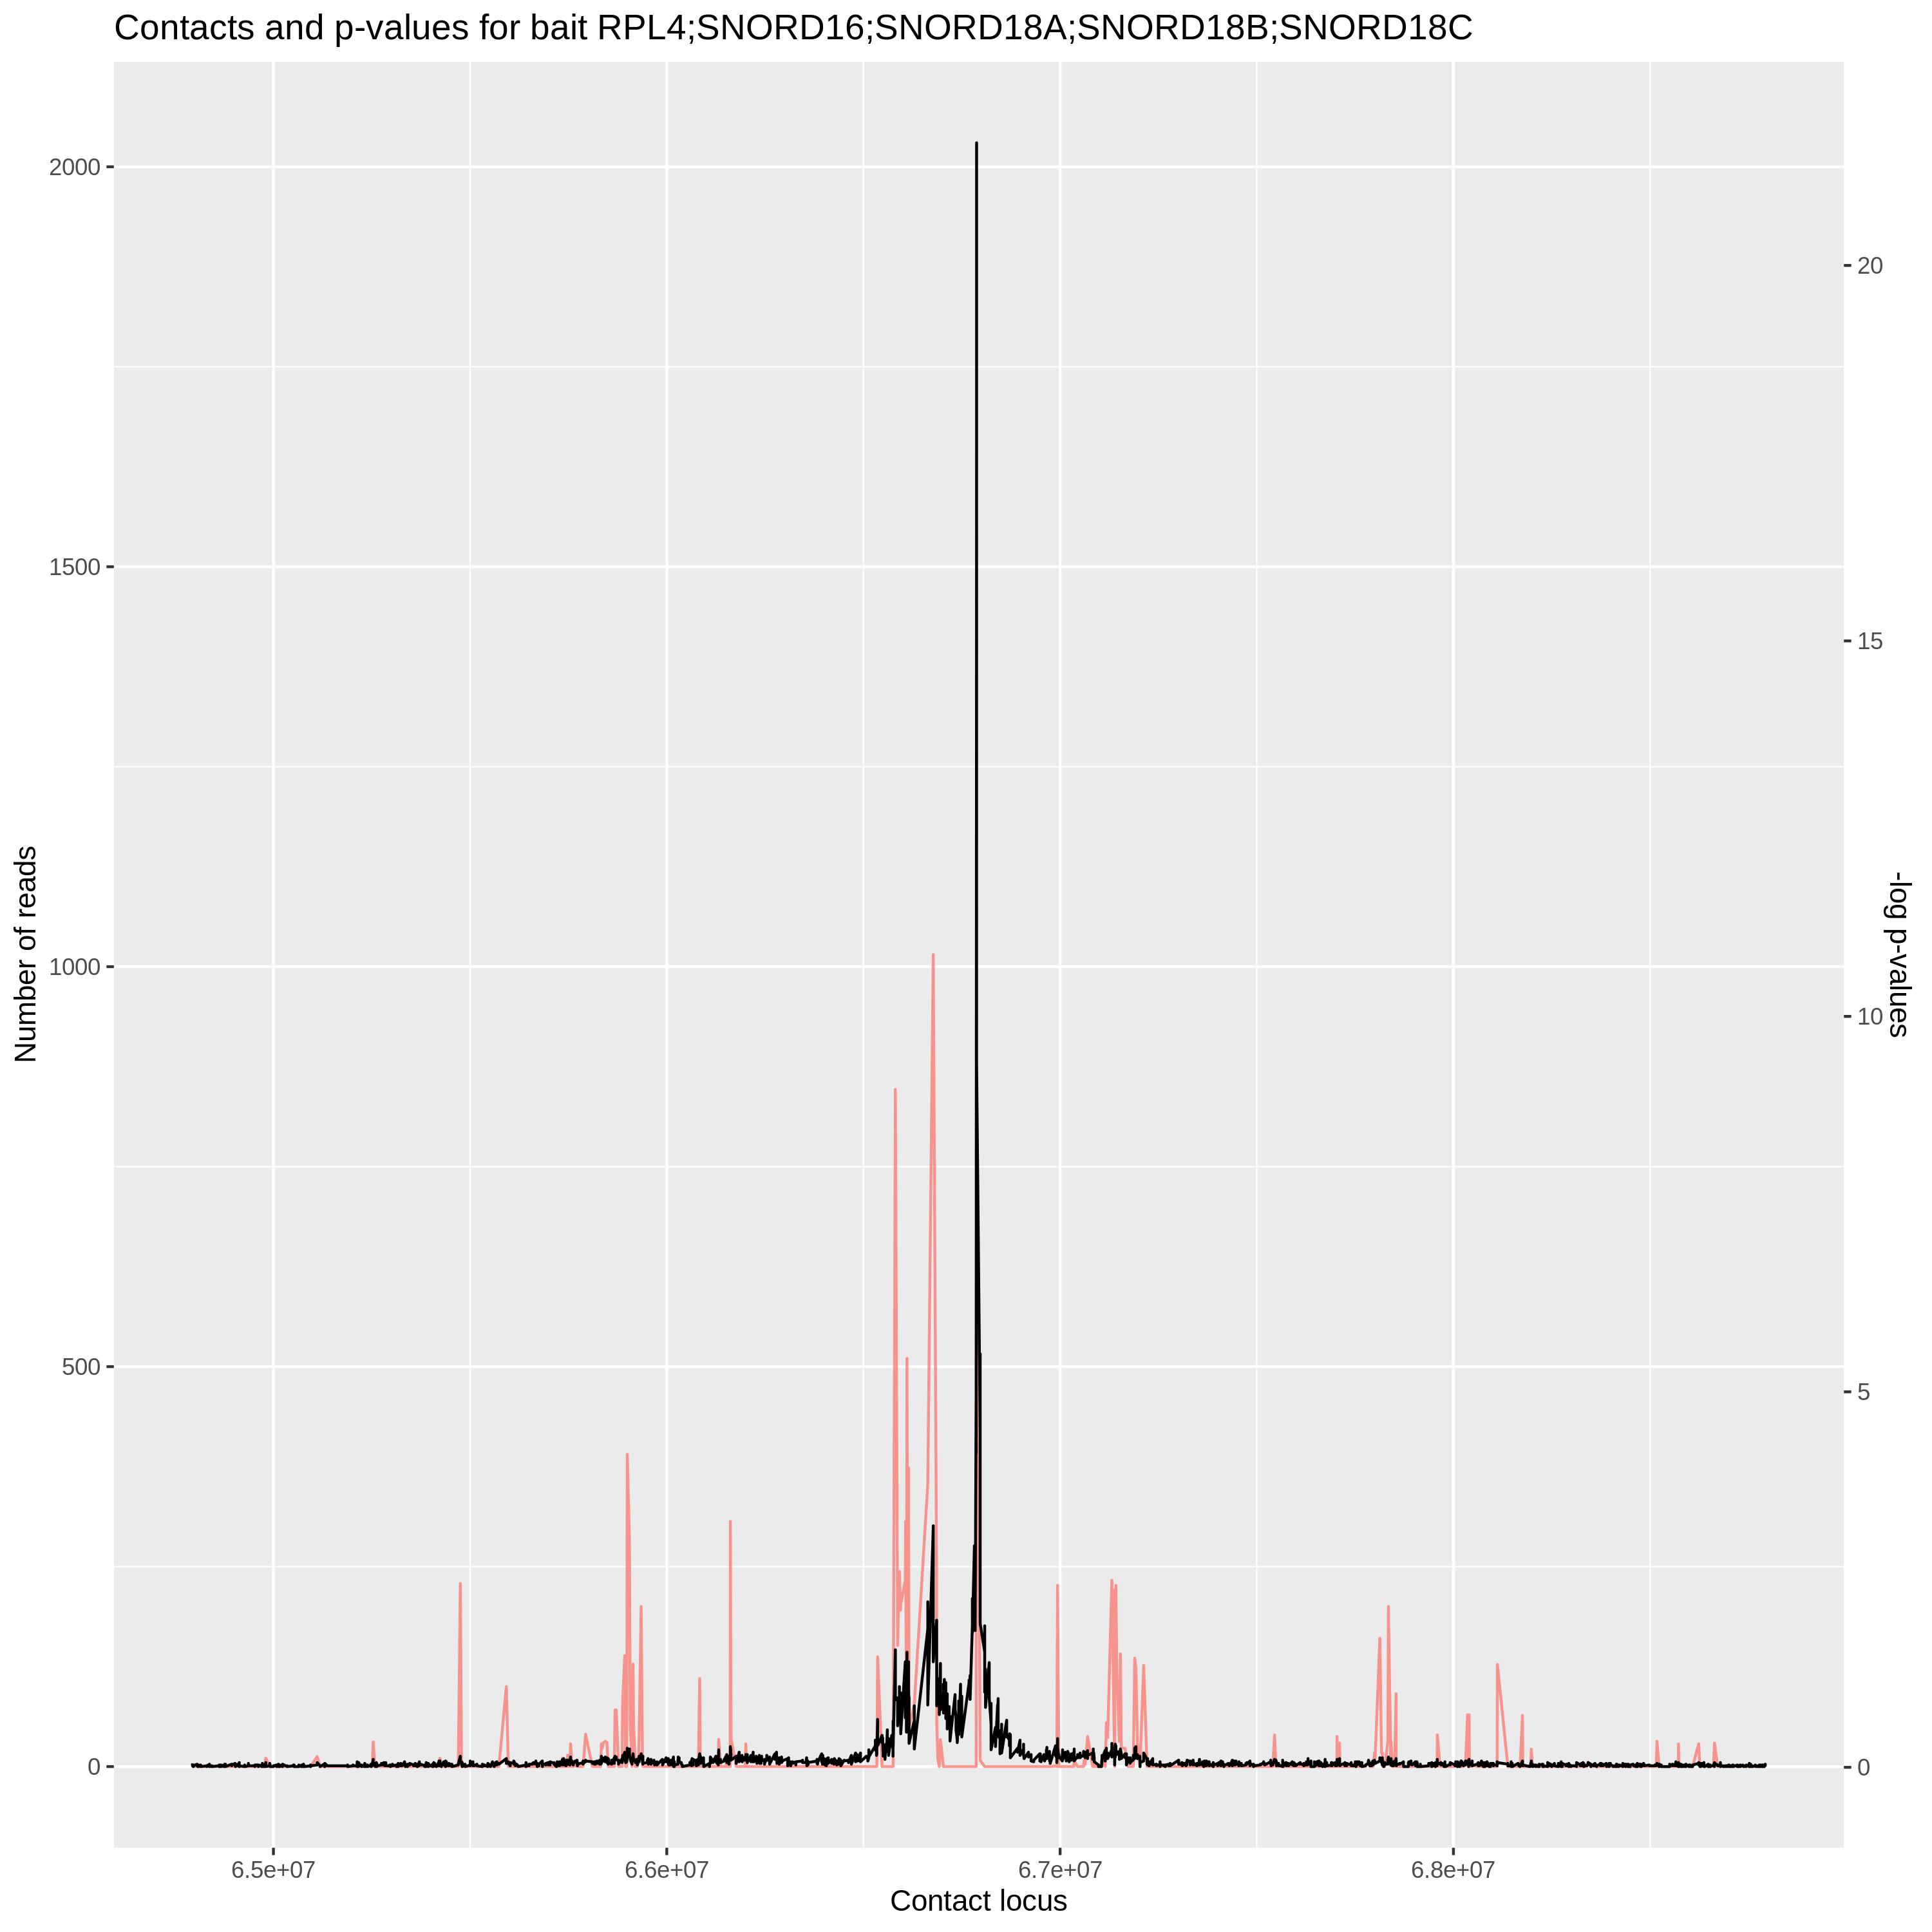 Contacts and p-values for bait RPL4;SNORD16;SNORD18A;SNORD18B;SNORD18C
2000
1500
1000
500
0
Number of reads
20
15
10
5
0
-log p-values
6.5e+07
6.6e+07
6.7e+07
6.8e+07
Contact locus